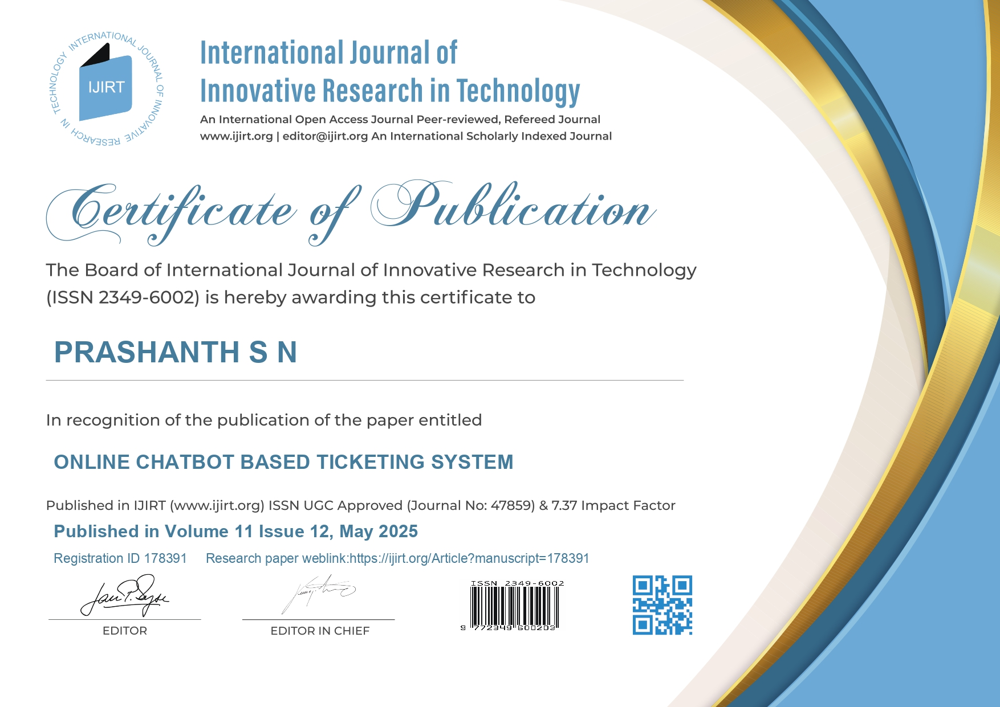 INTERNATIONAL JOURNAL OF INNOVATIVE RESEARCH IN TECHNOLOGY
IJIRT
International Journal of
Innovative Research in Technology
An International Open Access Journal Peer-reviewed, Refereed Journal
www.ijirt.org | editor@ijirt.org An International Scholarly Indexed Journal
Certificate of Publication
The Board of International Journal of Innovative Research in Technology
(ISSN 2349-6002) is hereby awarding this certificate to
PRASHANTH S N
In recognition of the publication of the paper entitled
ONLINE CHATBOT BASED TICKETING SYSTEM
Published in IJIRT (www.ijirt.org) ISSN UGC Approved (Journal No: 47859) & 7.37 Impact Factor
Published in Volume 11 Issue 12, May 2025
Registration ID 178391 Research paper weblink:https://ijirt.org/Article?manuscript=178391
EDITOR
EDITOR IN CHIEF
ISSN 2349-6002
9 772349 600203